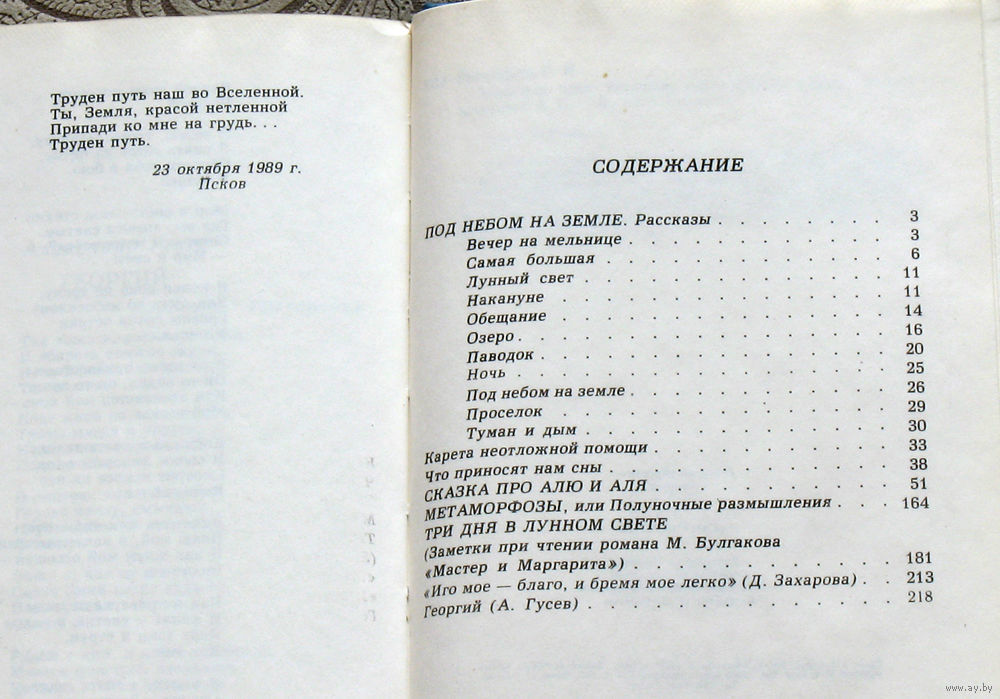 Труден путь наш во Вселенной.
Ты, Земля, красой нетленной
Припади ко мне на грудь. . .
Труден путь.
23 октября 1989 г.
Псков
СОДЕРЖАНИЕ
ПОД НЕБОМ НА ЗЕМЛЕ. Рассказы . . . . . . . . 3
Вечер на мельнице . . . . . . . . . . . 3
Самая большая . . . . . . . . . . . . 6
Лунный свет . . . . . . . . . . . . . 11
Накануне . . . . . . . . . . . . . . 11
Обещание . . . . . . . . . . . . . . 14
Озеро . . . . . . . . . . . . . . . . 16
Паводок . . . . . . . . . . . . . . . 20
Ночь . . . . . . . . . . . . . . . . 25
Под небом на земле . . . . . . . . . . . 26
Проселок . . . . . . . . . . . . . . 29
Туман и дым . . . . . . . . . . . . . 30
Карета неотложной помощи . . . . . . . . . . 33
Что приносят нам сны . . . . . . . . . . . . 38
СКАЗКА ПРО АЛЮ И АЛЯ . . . . . . . . . . 51
МЕТАМОРФОЗЫ, или Полуночные размышления . . . 164
ТРИ ДНЯ В ЛУННОМ СВЕТЕ
(Заметки при чтении романа М. Булгакова
«Мастер и Маргарита») . . . . . . . . . . . 181
«Иго мое — благо, и бремя мое легко» (Д. Захарова) . . 213
Георгий (А. Гусев) . . . . . . . . . . . . . 218
www.ay.by